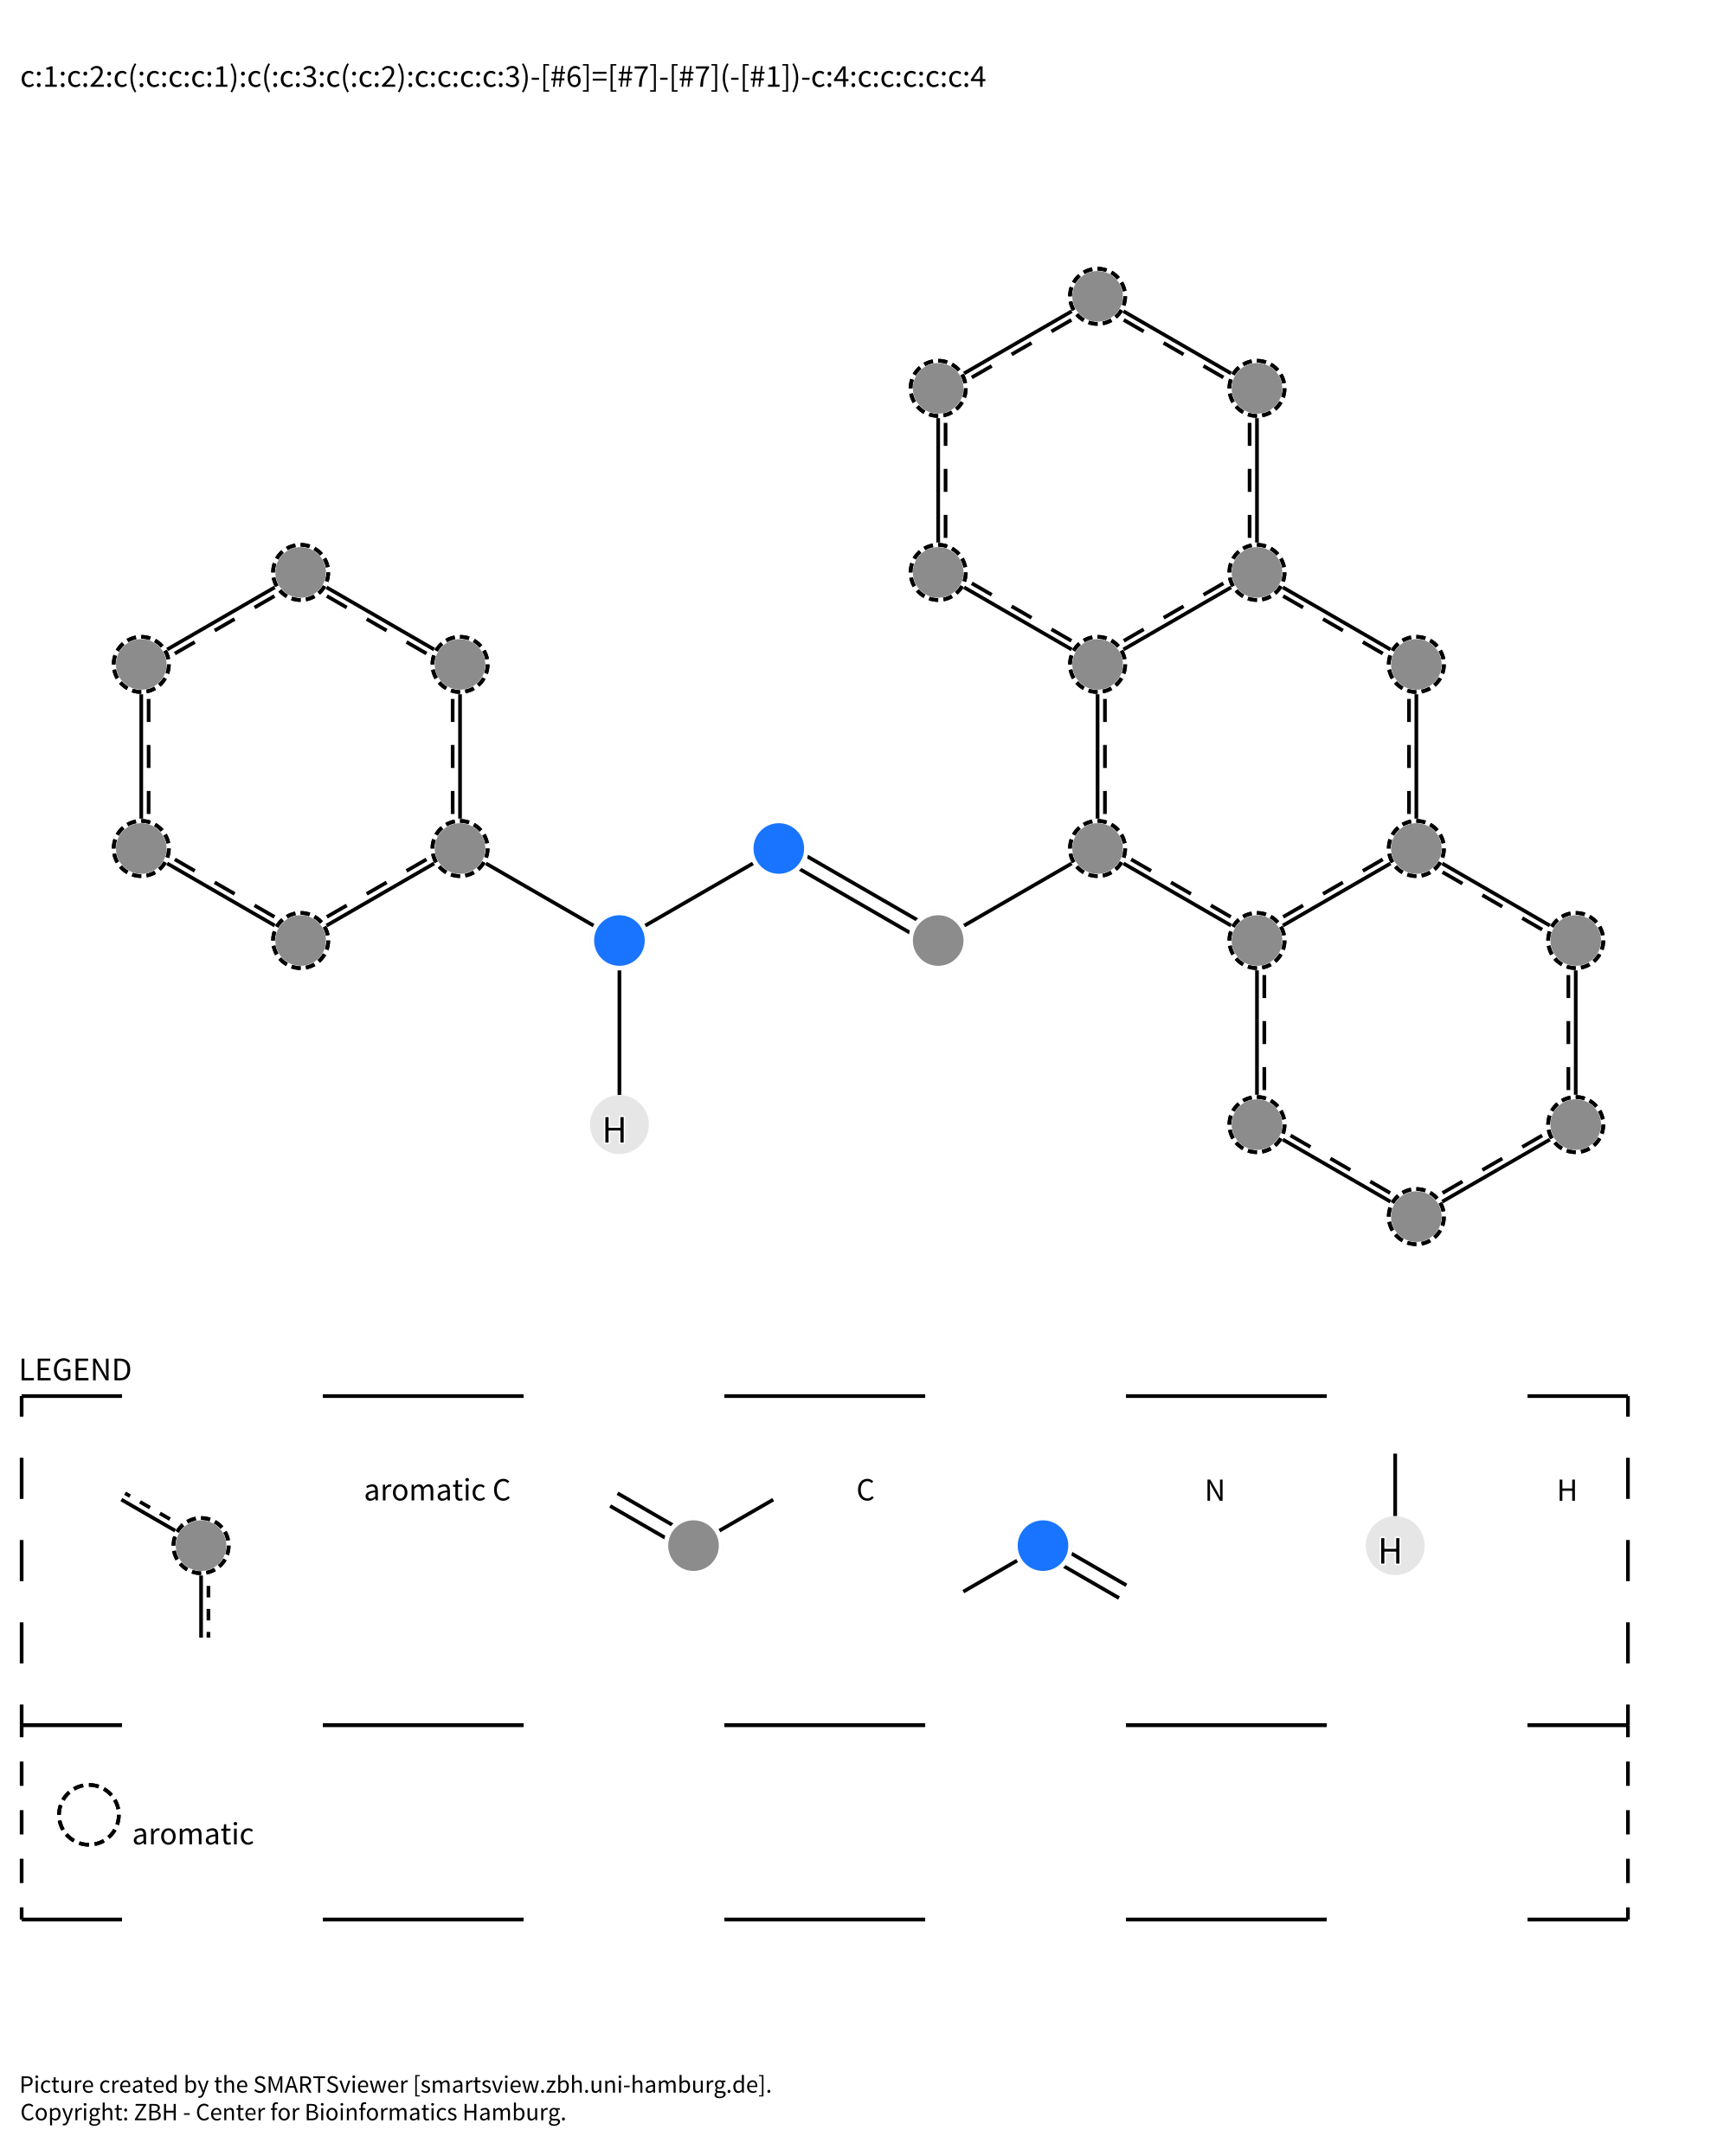 c:1:c:2:c(:c:c:c:1):c(:c:3:c(:c:2):c:c:c:c:3)-[#6]=[#7]-[#7](-[#1])-c:4:c:c:c:c:c:4
H
LEGEND
aromatic C
C
N
H
H
aromatic
Picture created by the SMARTSviewer [smartsview.zbh.uni-hamburg.de].
Copyright: ZBH - Center for Bioinformatics Hamburg.